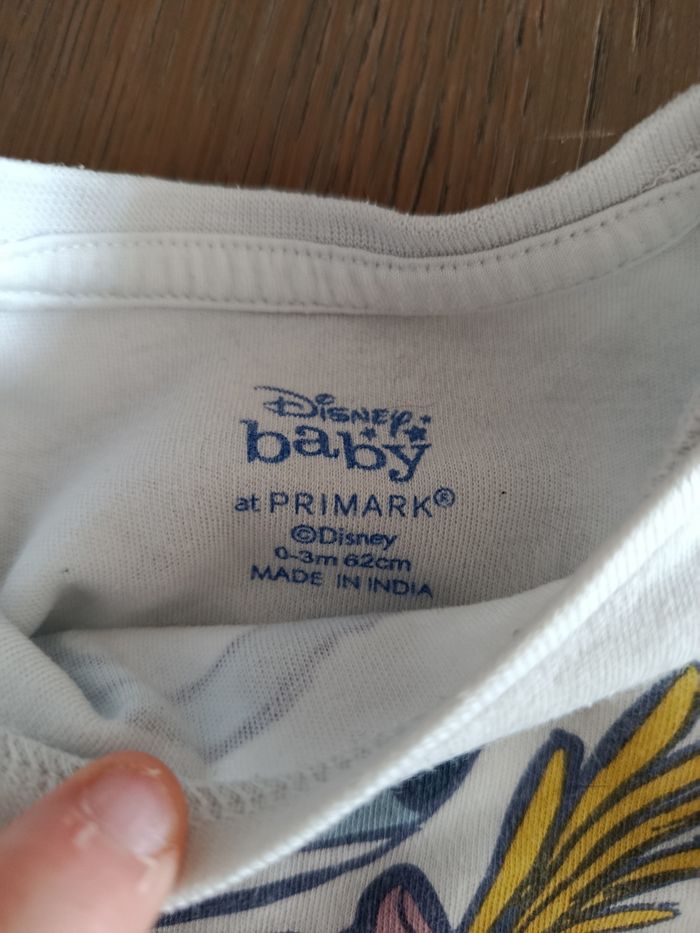 Disney
baby
at PRIMARK®
©Disney
0-3m 62cm
MADE IN INDIA